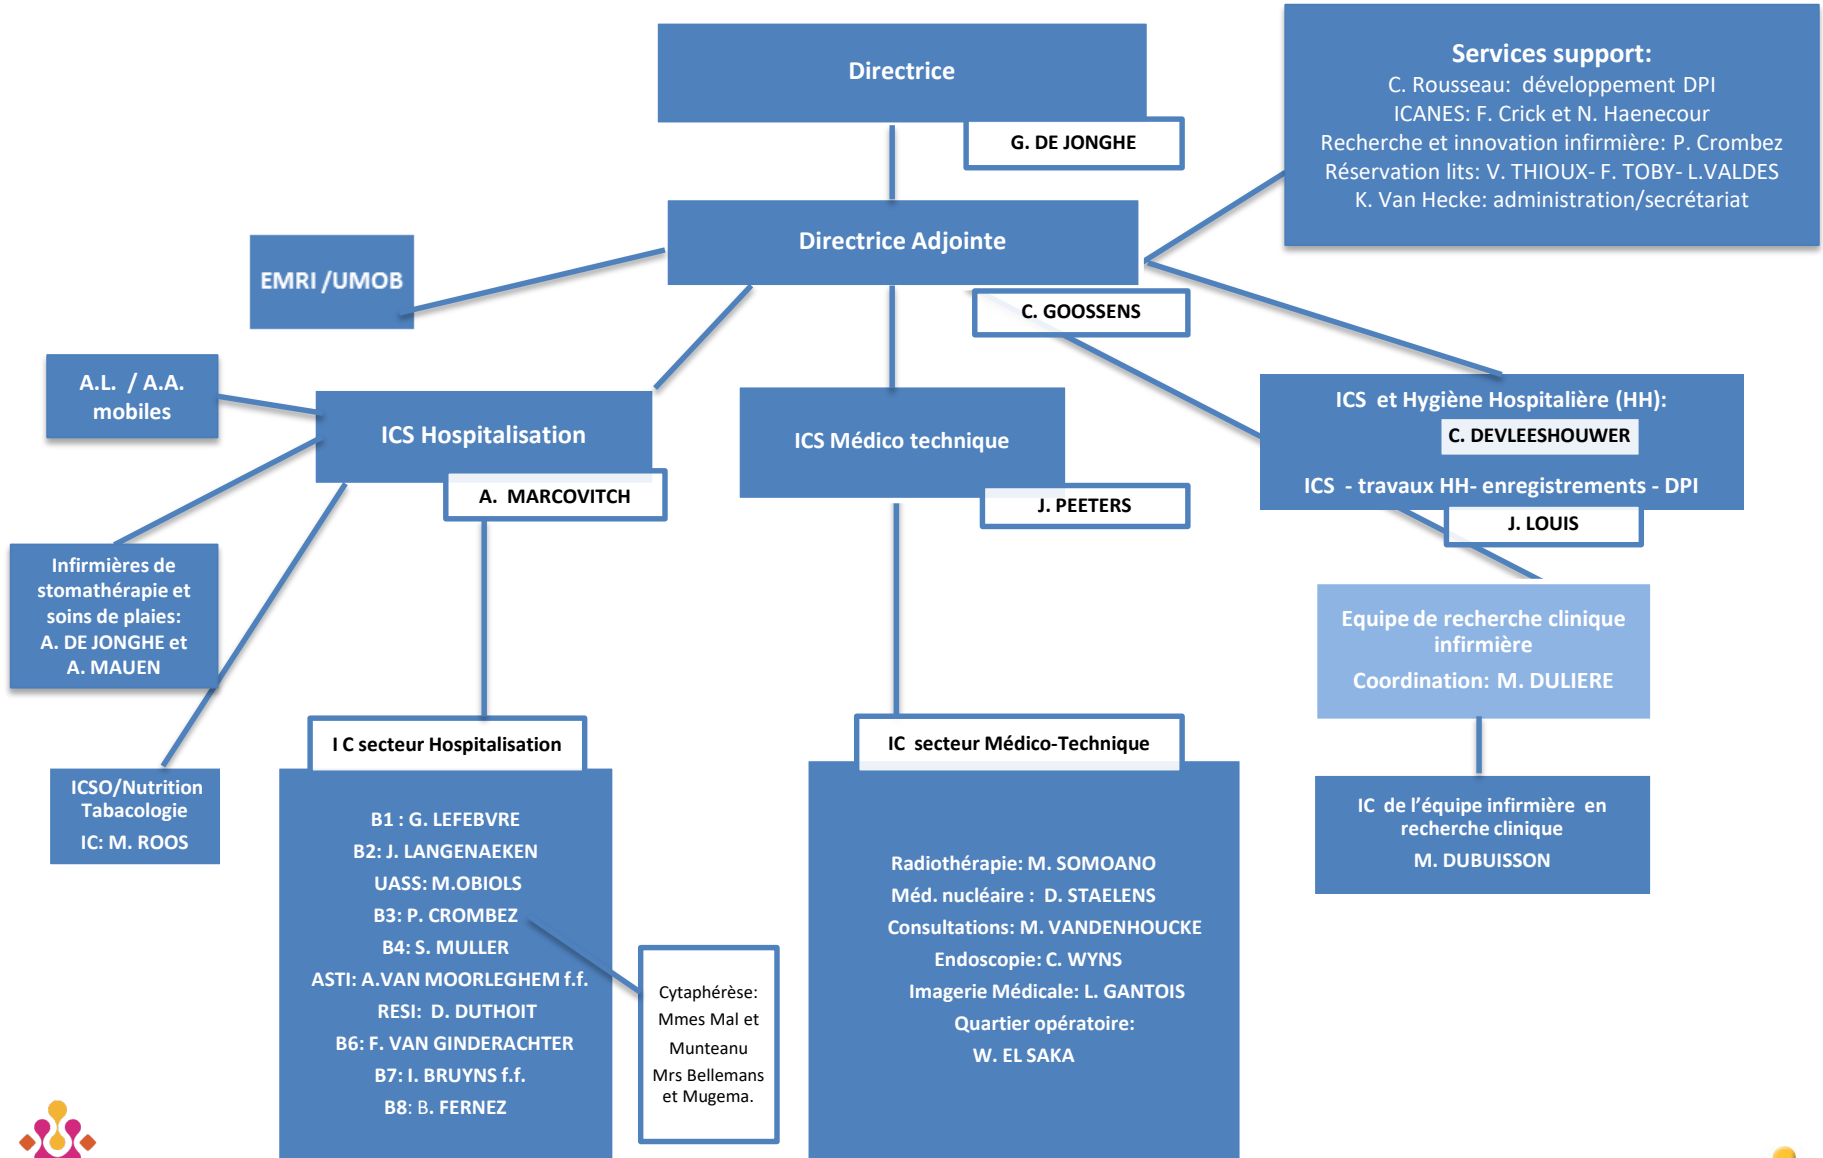 Directrice
G. DE JONGHE
Services support:
C. Rousseau: développement DPI
ICANES: F. Crick et N. Haenecour
Recherche et innovation infirmière: P. Crombez
Réservation lits: V. THIOUX- F. TOBY- L.VALDES
K. Van Hecke: administration/secrétariat
Directrice Adjointe
C. GOOSSENS
EMRI /UMOB
A.L. / A.A.
mobiles
ICS Hospitalisation
A. MARCOVITCH
ICS Médico technique
J. PEETERS
ICS et Hygiène Hospitalière (HH):
C. DEVLEESHOUWER
ICS - travaux HH- enregistrements - DPI
J. LOUIS
Infirmières de
stomathérapie et
soins de plaies:
A. DE JONGHE et
A. MAUEN
Equipe de recherche clinique
infirmière
Coordination: M. DULIERE
ICSO/Nutrition
Tabacologie
IC: M. ROOS
I C secteur Hospitalisation
B1 : G. LEFEBVRE
B2: J. LANGENAEKEN
UASS: M.OBIOLS
B3: P. CROMBEZ
B4: S. MULLER
ASTI: A.VAN MOORLEGHEM f.f.
RESI: D. DUTHOIT
B6: F. VAN GINDERACHTER
B7: I. BRUYNS f.f.
B8: B. FERNEZ
Cytaphérèse:
Mmes Mal et
Munteanu
Mrs Bellemans
et Mugema.
IC secteur Médico-Technique
Radiothérapie: M. SOMOANO
Méd. nucléaire : D. STAELENS
Consultations: M. VANDENHOUCKE
Endoscopie: C. WYNS
Imagerie Médicale: L. GANTOIS
Quartier opératoire:
W. EL SAKA
IC de l'équipe infirmière en
recherche clinique
M. DUBUISSON